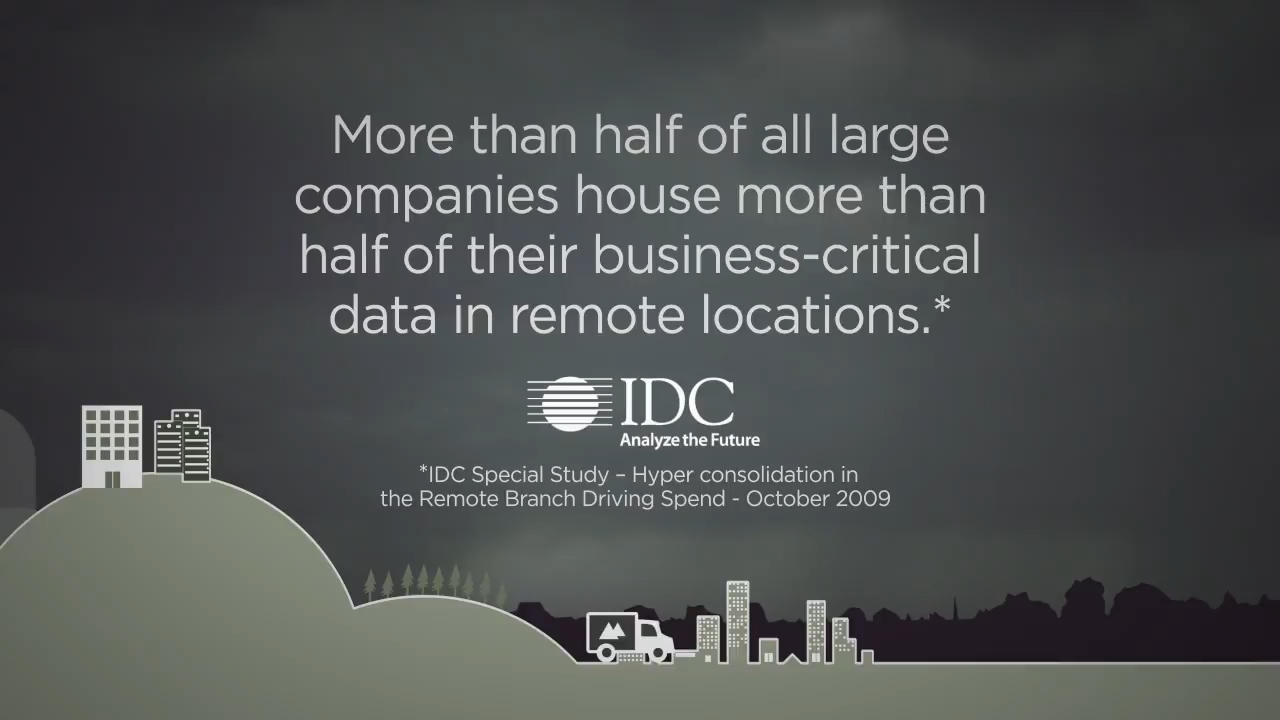 More than half of all large
companies house more than
half of their business-critical
data in remote locations.*
IDC
Analyze the Future
*IDC Special Study – Hyper consolidation in
the Remote Branch Driving Spend - October 2009